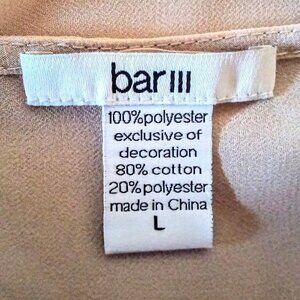 bar III
100%polyester
exclusive of
decoration
80% cotton
20%polyester
made in China
L